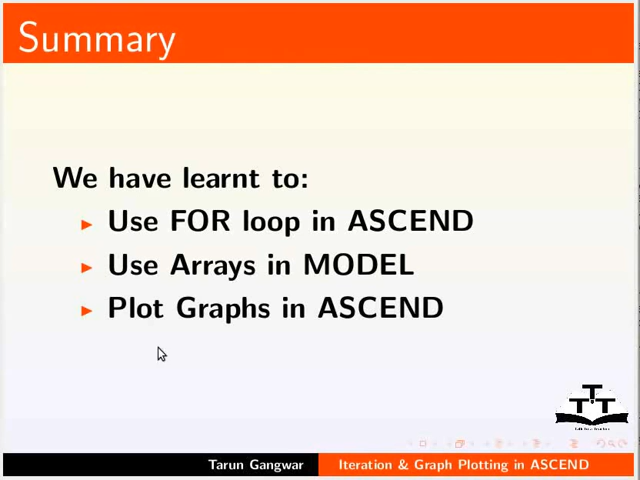 Summary
We have learnt to:
Use FOR loop in ASCEND
Use Arrays in MODEL
Plot Graphs in ASCEND
TTT
Tarun Gangwar
Iteration & Graph Plotting in ASCEND